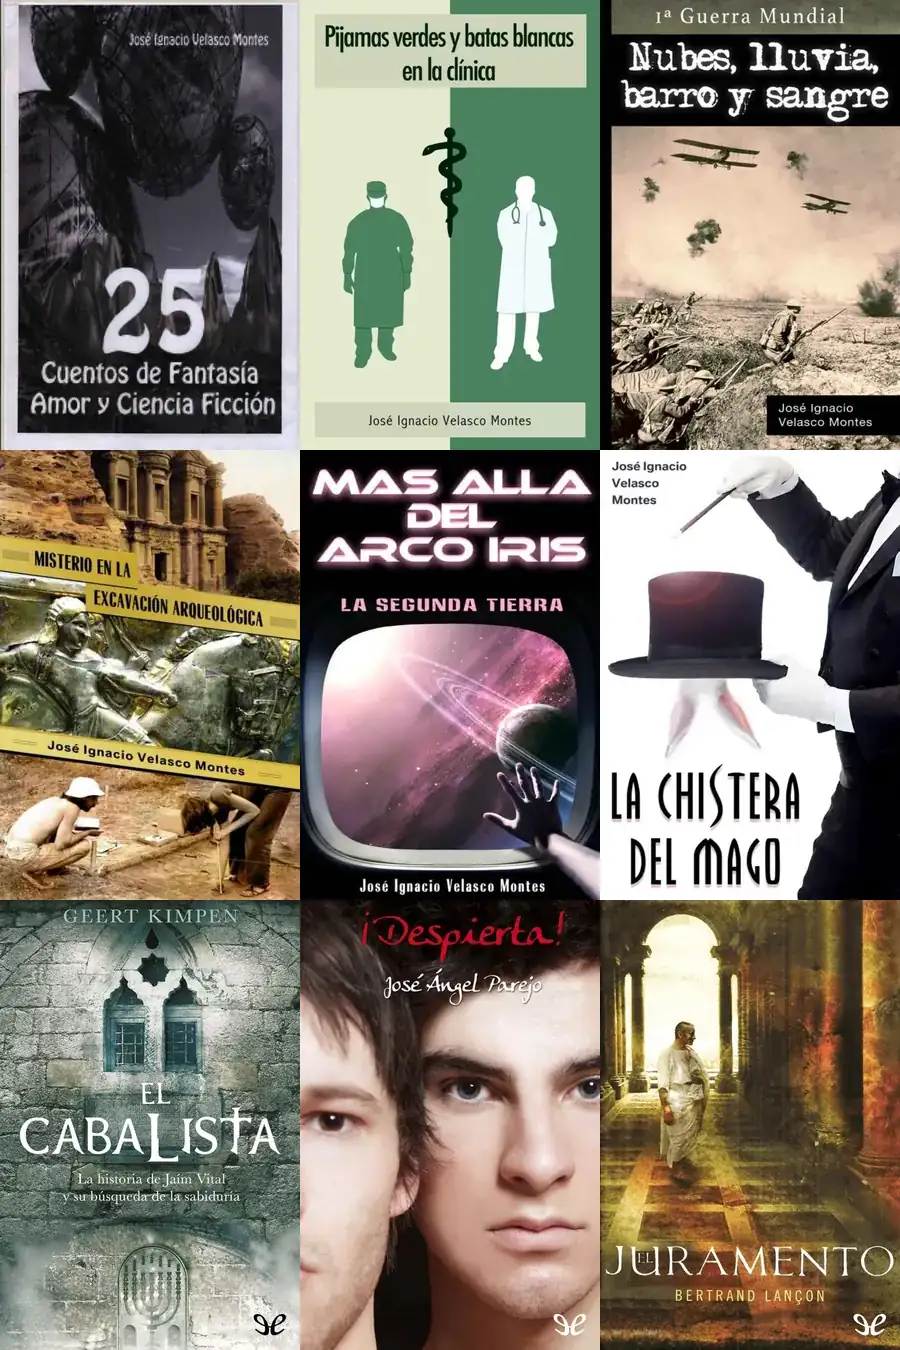 José Ignacio Velasco Montes
25
Cuentos de Fantasía
Amor y Ciencia Ficción
Pijamas verdes y batas blancas
en la clínica
José Ignacio Velasco Montes
1ª Guerra Mundial
Nubes, lluvia,
barro y sangre
José Ignacio
Velasco Montes
MISTERIO EN LA
EXCAVACIÓN ARQUEOLÓGICA
José Ignacio Velasco Montes
MAS ALLA
DEL
ARCO IRIS
LA SEGUNDA TIERRA
José Ignacio Velasco Montes
José Ignacio
Velasco
Montes
LA CHISTERA
DEL MAGO
GEERT KIMPEN
EL
CABALISTA
La historia de Jaim Vital
y su búsqueda de la sabiduría
¡Despierta!
José Ángel Parejo
EL JURAMENTO
BERTRAND LANÇON